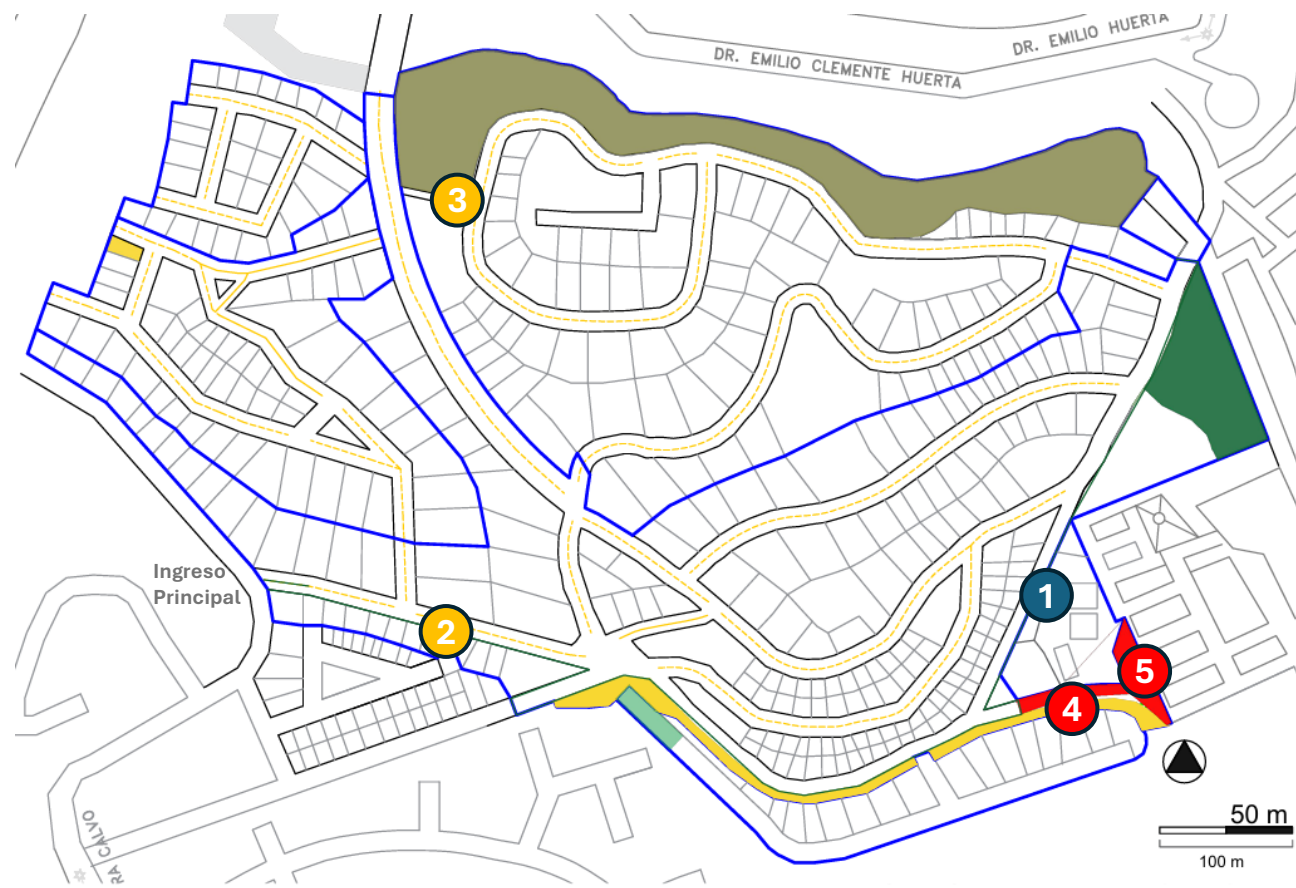 DR. EMILIO HUERTA
DR. EMILIO CLEMENTE HUERTA
3
Ingreso
Principal
1
2
5
4
50 m
100 m
RA CALVO